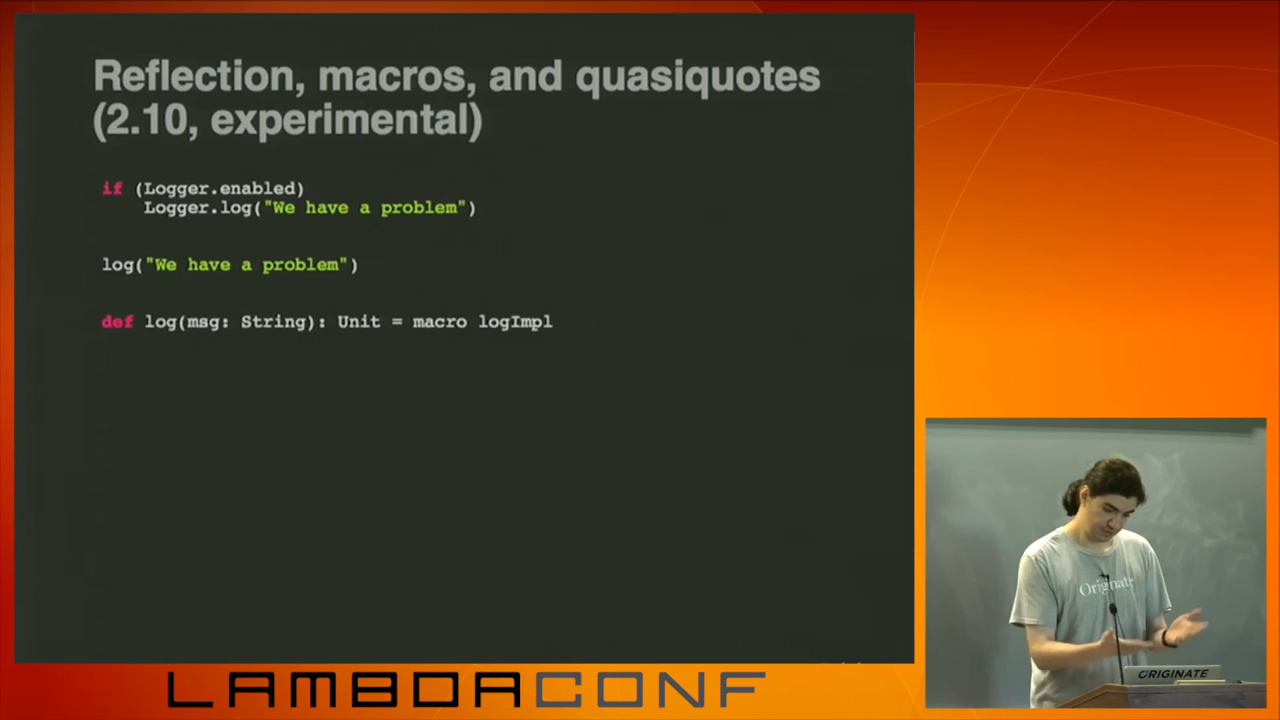 Reflection, macros, and quasiquotes
(2.10, experimental)
if (Logger.enabled)
Logger.log("We have a problem")
log("We have a problem")
def log(msg: String): Unit = macro logImpl
Originate
ORIGINATE
LAMBDACONF